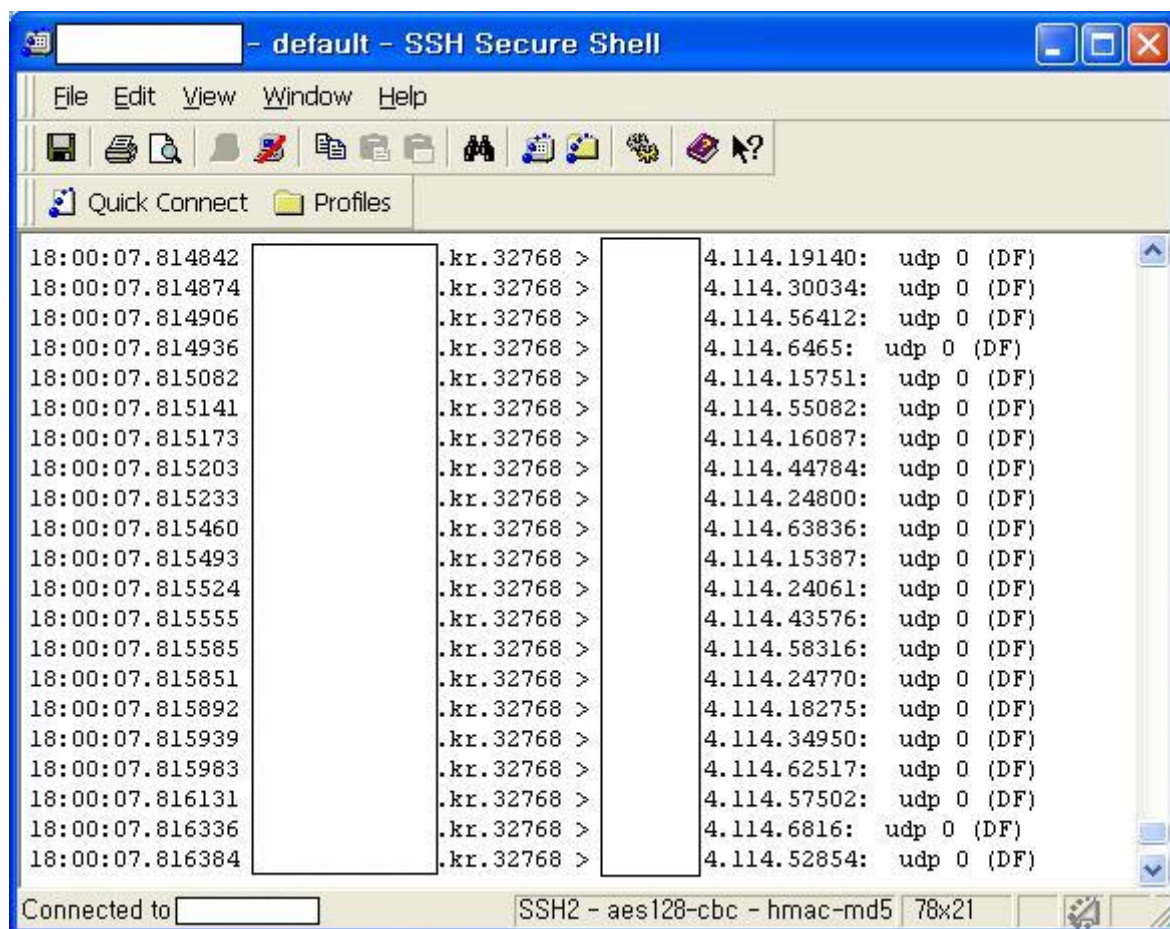 - default - SSH Secure Shell
File Edit View Window Help
Quick Connect Profiles
18:00:07.814842 .kr.32768 > 4.114.19140: udp 0 (DF)
18:00:07.814874 .kr.32768 > 4.114.30034: udp 0 (DF)
18:00:07.814906 .kr.32768 > 4.114.56412: udp 0 (DF)
18:00:07.814936 .kr.32768 > 4.114.6465: udp 0 (DF)
18:00:07.815082 .kr.32768 > 4.114.15751: udp 0 (DF)
18:00:07.815141 .kr.32768 > 4.114.55082: udp 0 (DF)
18:00:07.815173 .kr.32768 > 4.114.16087: udp 0 (DF)
18:00:07.815203 .kr.32768 > 4.114.44784: udp 0 (DF)
18:00:07.815233 .kr.32768 > 4.114.24800: udp 0 (DF)
18:00:07.815460 .kr.32768 > 4.114.63836: udp 0 (DF)
18:00:07.815493 .kr.32768 > 4.114.15387: udp 0 (DF)
18:00:07.815524 .kr.32768 > 4.114.24061: udp 0 (DF)
18:00:07.815555 .kr.32768 > 4.114.43576: udp 0 (DF)
18:00:07.815585 .kr.32768 > 4.114.58316: udp 0 (DF)
18:00:07.815851 .kr.32768 > 4.114.24770: udp 0 (DF)
18:00:07.815892 .kr.32768 > 4.114.18275: udp 0 (DF)
18:00:07.815939 .kr.32768 > 4.114.34950: udp 0 (DF)
18:00:07.815983 .kr.32768 > 4.114.62517: udp 0 (DF)
18:00:07.816131 .kr.32768 > 4.114.57502: udp 0 (DF)
18:00:07.816336 .kr.32768 > 4.114.6816: udp 0 (DF)
18:00:07.816384 .kr.32768 > 4.114.52854: udp 0 (DF)
Connected to SSH2 - aes128-cbc - hmac-md5 78x21